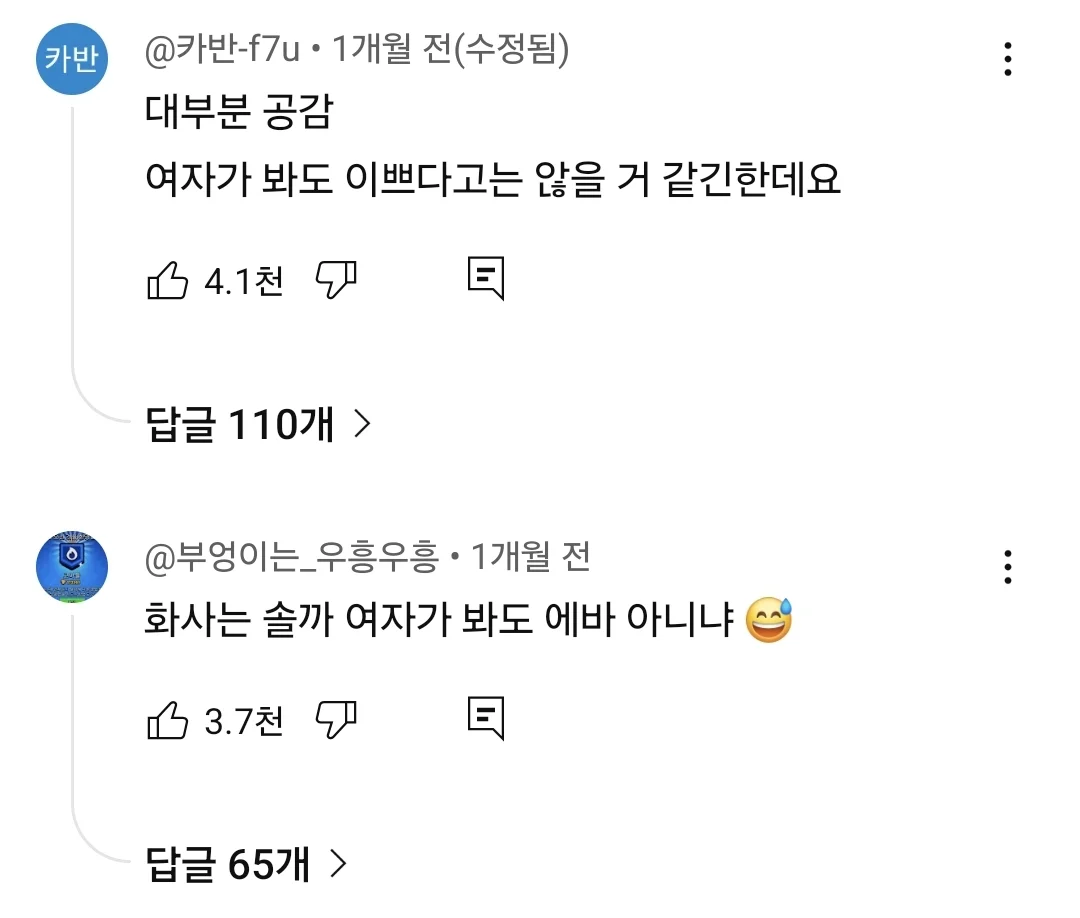 카반
@카반-f7u • 1개월 전(수정됨)
대부분 공감
여자가 봐도 이쁘다고는 않을 거 같긴한데요
4.1천
답글 110개
@부엉이는_우흥우흥 • 1개월 전
화사는 솔까 여자가 봐도 에바 아니냐 😅
3.7천
답글 65개